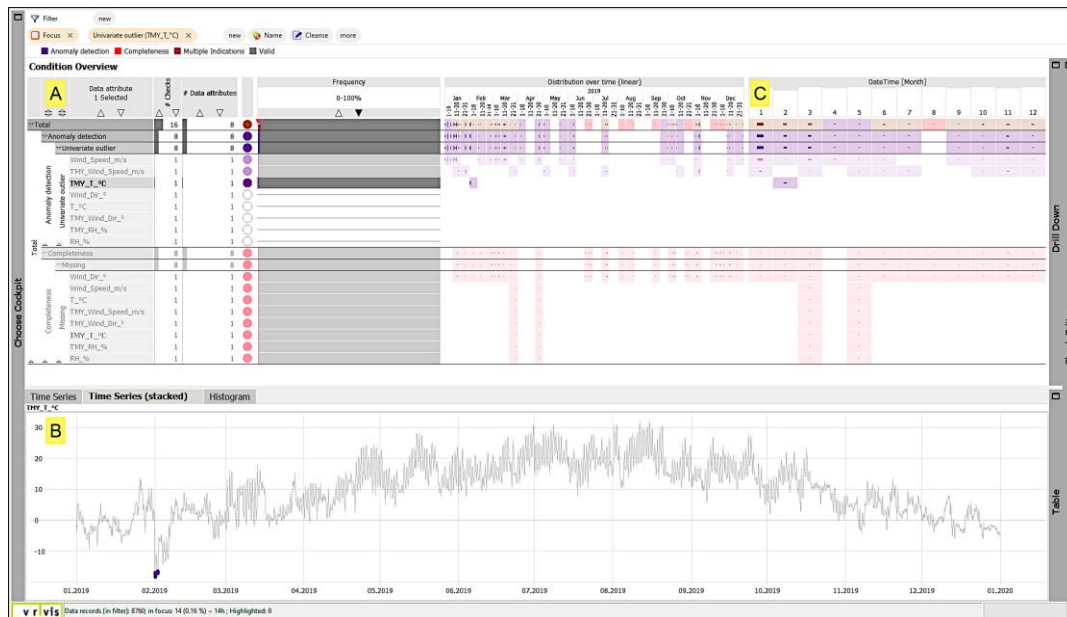 Filter new
Focus × Univariate outlier (TMY_T_°C) × new Name Cleanse more
Anomaly detection Completeness Multiple Indications Valid
Condition Overview
A Data attribute # Checks # Data attributes Frequency Distribution over time (linear) C DateTime [Month]
1 Selected 0-100% 2019
Jan Feb Mar Apr May Jun Jul Aug Sep Oct Nov Dec
1 2 3 4 5 6 7 8 9 10 11 12
Total 16 8
Anomaly detection 8 8
Univariate outlier 8 8
Wind_Speed_m/s 1 1
TMY_Wind_Speed_m/s 1 1
TMY_T_°C 1 1
Wind_Dir_° 1 1
T_°C 1 1
TMY_Wind_Dir_° 1 1
TMY_RH_% 1 1
RH_% 1 1
Completeness 8 8
Missing 8 8
Wind_Dir_° 1 1
Wind_Speed_m/s 1 1
T_°C 1 1
TMY_Wind_Speed_m/s 1 1
TMY_Wind_Dir_° 1 1
TMY_T_°C 1 1
TMY_RH_% 1 1
RH_% 1 1
Total
Anomaly detection
Univariate outlier
Completeness
Missing
Choose Cockpit
Drill Down
Time Series Time Series (stacked) Histogram
TMY_T_°C
B
30
20
10
0
-10
01.2019 02.2019 03.2019 04.2019 05.2019 06.2019 07.2019 08.2019 09.2019 10.2019 11.2019 12.2019 01.2020
Table
vrvis Data records [in filter]: 8760; in focus: 14 (0.16 %) ~ 14h ; Highlighted: 0